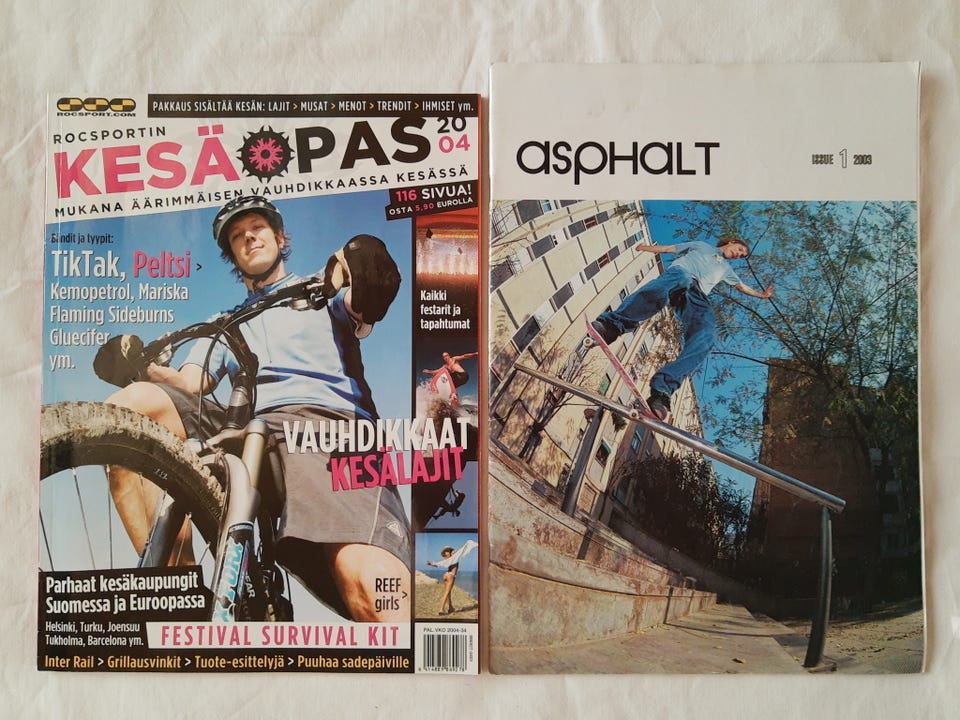 ROCSPORT.COM
PAKKAUS SISÄLTÄÄ KESÄN: LAJIT > MUSAT > MENOT > TRENDIT > IHMISET ym.
ROCSPORTIN
KESÄOPAS 2004
MUKANA ÄÄRIMMÄISEN VAUHDIKKAASSA KESÄSSÄ
116 SIVUA!
OSTA 5,90 EUROLLA
Bändit ja tyypit:
TikTak, Peltsi >
Kemopetrol, Mariska
Flaming Sideburns
Gluecifer
ym.
Kaikki
festarit ja
tapahtumat
VAUHDIKKAAT
KESÄLAJIT
Parhaat kesäkaupungit
Suomessa ja Euroopassa
Helsinki, Turku, Joensuu
Tukholma, Barcelona ym.
REEF
girls >
FESTIVAL SURVIVAL KIT
PAL.VKO 2004-34
Inter Rail > Grillausvinkit > Tuote-esittelyjä > Puuhaa sadepäiville
asphalt
ISSUE 1 2003